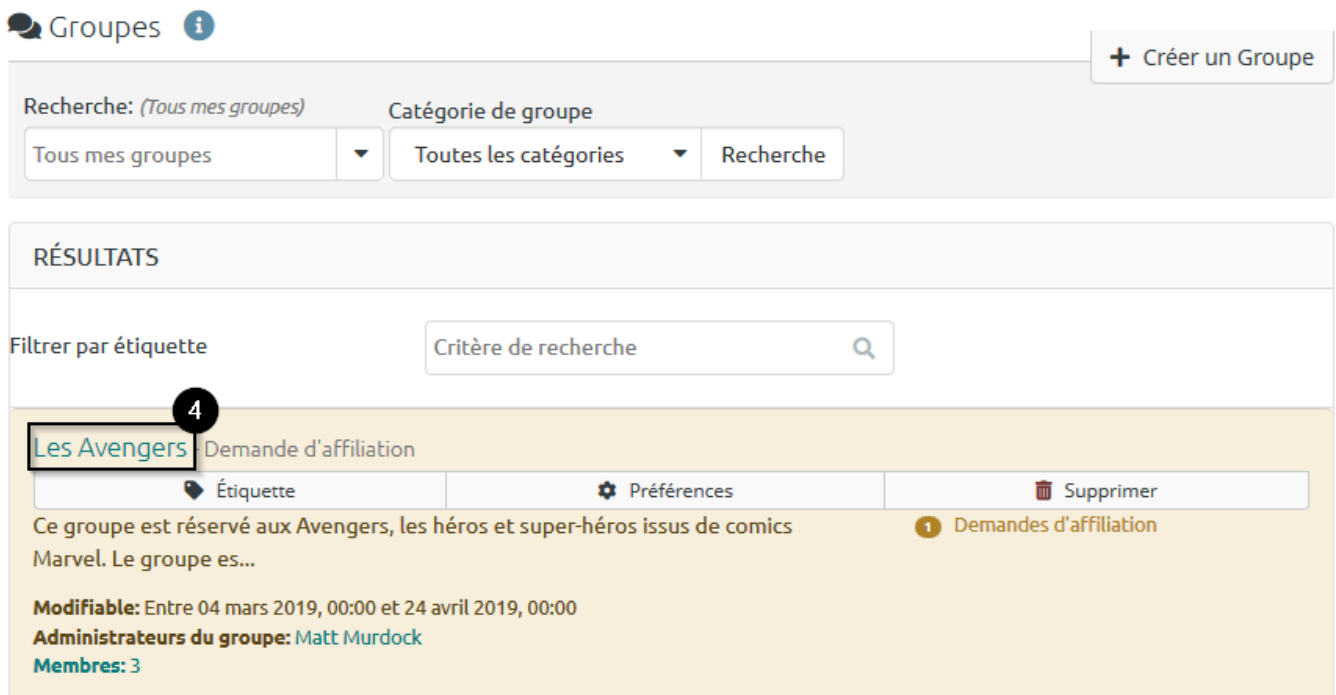 Groupes
+ Créer un Groupe
Recherche: (Tous mes groupes)
Catégorie de groupe
Tous mes groupes
Toutes les catégories
Recherche
RÉSULTATS
Filtrer par étiquette
Critère de recherche
4
Les Avengers - Demande d'affiliation
Étiquette
Préférences
Supprimer
Ce groupe est réservé aux Avengers, les héros et super-héros issus de comics
Marvel. Le groupe es...
1 Demandes d'affiliation
Modifiable: Entre 04 mars 2019, 00:00 et 24 avril 2019, 00:00
Administrateurs du groupe: Matt Murdock
Membres: 3